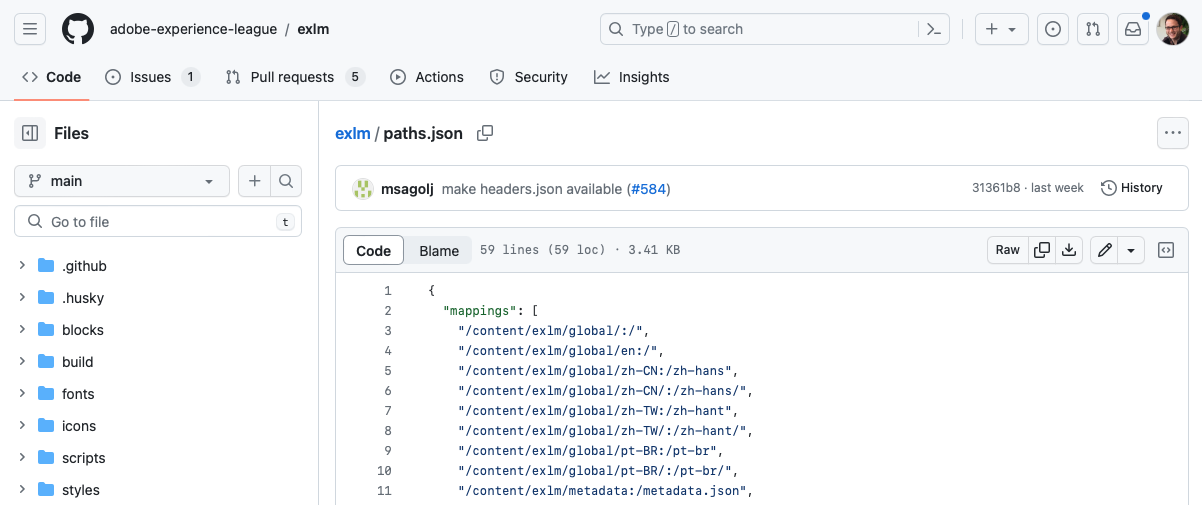 adobe-experience-league / exlm
Type / to search
Code
Issues 1
Pull requests 5
Actions
Security
Insights
Files
main
Go to file
t
.github
.husky
blocks
build
fonts
icons
scripts
styles
exlm / paths.json
msagolj make headers.json available (#584)
31361b8 · last week
History
Code
Blame
59 lines (59 loc) · 3.41 KB
Raw
1 {
2 "mappings": [
3 "/content/exlm/global/:/",
4 "/content/exlm/global/en:/",
5 "/content/exlm/global/zh-CN:/zh-hans",
6 "/content/exlm/global/zh-CN/:/zh-hans/",
7 "/content/exlm/global/zh-TW:/zh-hant",
8 "/content/exlm/global/zh-TW/:/zh-hant/",
9 "/content/exlm/global/pt-BR:/pt-br",
10 "/content/exlm/global/pt-BR/:/pt-br/",
11 "/content/exlm/metadata:/metadata.json",